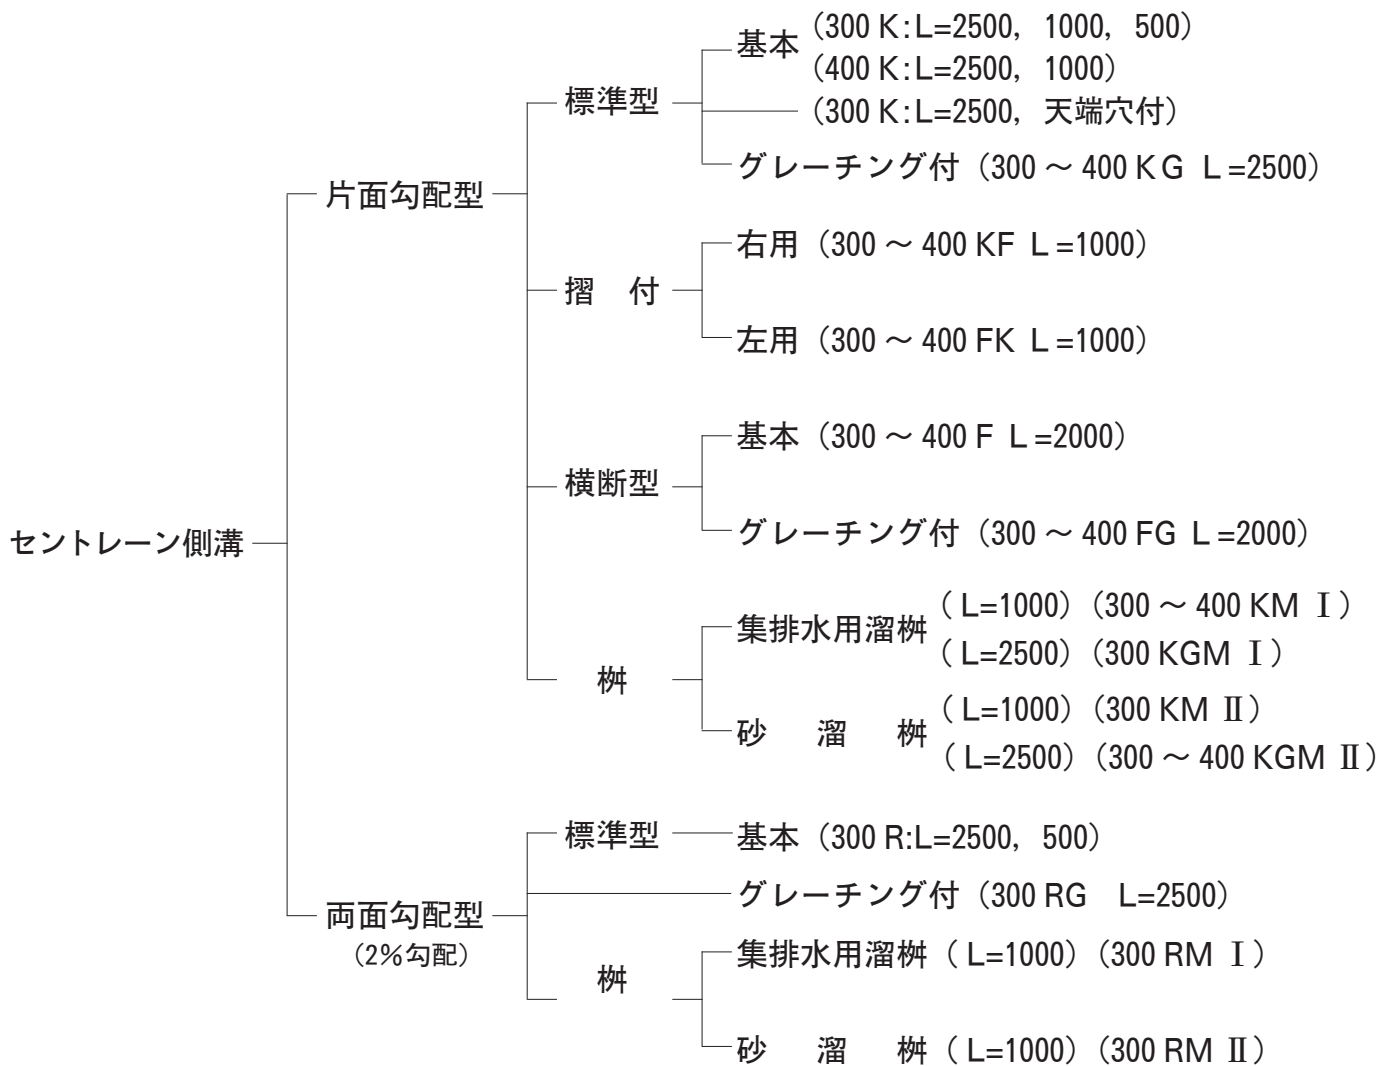 基本（300 K：L=2500，1000，500）
（400 K：L=2500，1000）
標準型
（300 K：L=2500，天端穴付）
グレーチング付（300 ～ 400 KG L=2500）
片面勾配型
右用（300 ～ 400 KF L=1000）
摺　付
左用（300 ～ 400 FK L=1000）
基本（300 ～ 400 F L=2000）
横断型
グレーチング付（300 ～ 400 FG L=2000）
セントレーン側溝
集排水用溜桝（L=1000）（300 ～ 400 KM Ⅰ）
（L=2500）（300 KGM Ⅰ）
桝
砂　溜　桝（L=1000）（300 KM Ⅱ）
（L=2500）（300 ～ 400 KGM Ⅱ）
標準型　基本（300 R：L=2500，500）
グレーチング付（300 RG　L=2500）
両面勾配型
（2％勾配）
集排水用溜桝（L=1000）（300 RM Ⅰ）
桝
砂　溜　桝（L=1000）（300 RM Ⅱ）